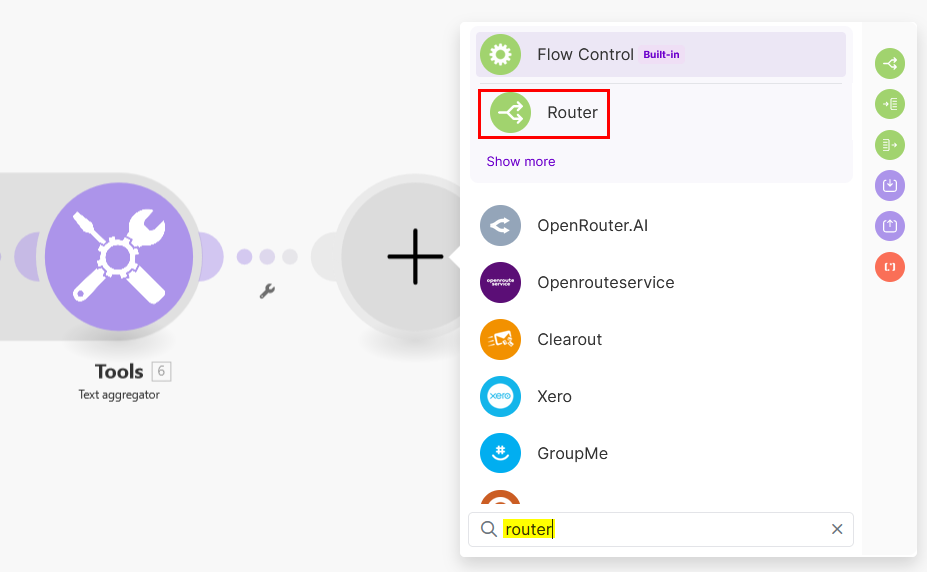 Flow Control Built-in
Router
Show more
OpenRouter.AI
openroute
service
Openrouteservice
Clearout
xero
Xero
GroupMe
router
Tools 6
Text aggregator